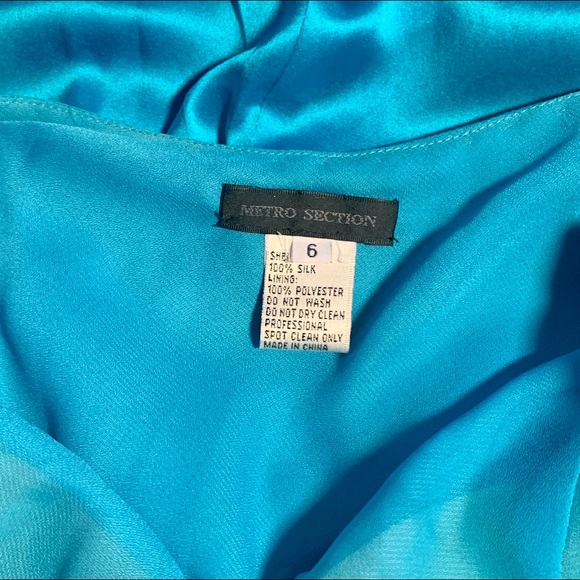 METRO SECTION
6
SHE
100% SILK
LINING:
100% POLYESTER
DO NOT WASH
DO NOT DRY CLEAN
PROFESSIONAL
SPOT CLEAN ONLY
MADE IN CHINA